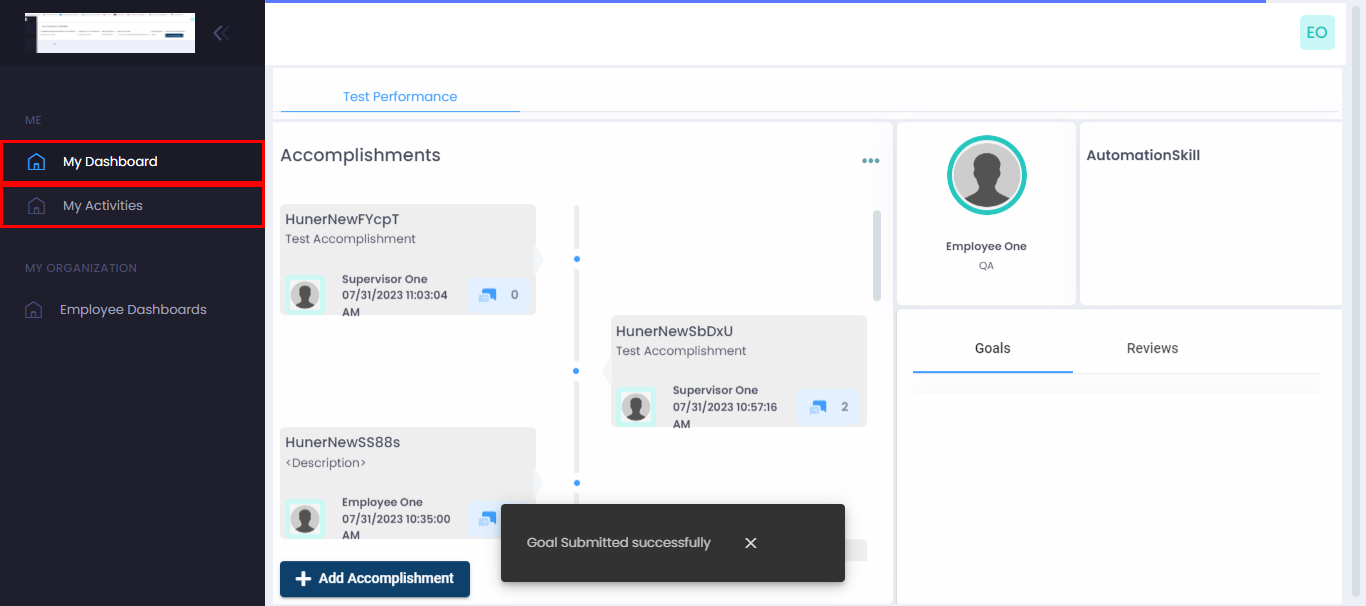 EO
ME
My Dashboard
My Activities
MY ORGANIZATION
Employee Dashboards
Test Performance
Accomplishments
HunerNewFYcpT
Test Accomplishment
Supervisor One
07/31/2023 11:03:04
AM
0
HunerNewSbDxU
Test Accomplishment
Supervisor One
07/31/2023 10:57:16
AM
2
HunerNewSS88s
<Description>
Employee One
07/31/2023 10:35:00
AM
Add Accomplishment
Employee One
QA
AutomationSkill
Goals
Reviews
Goal Submitted successfully